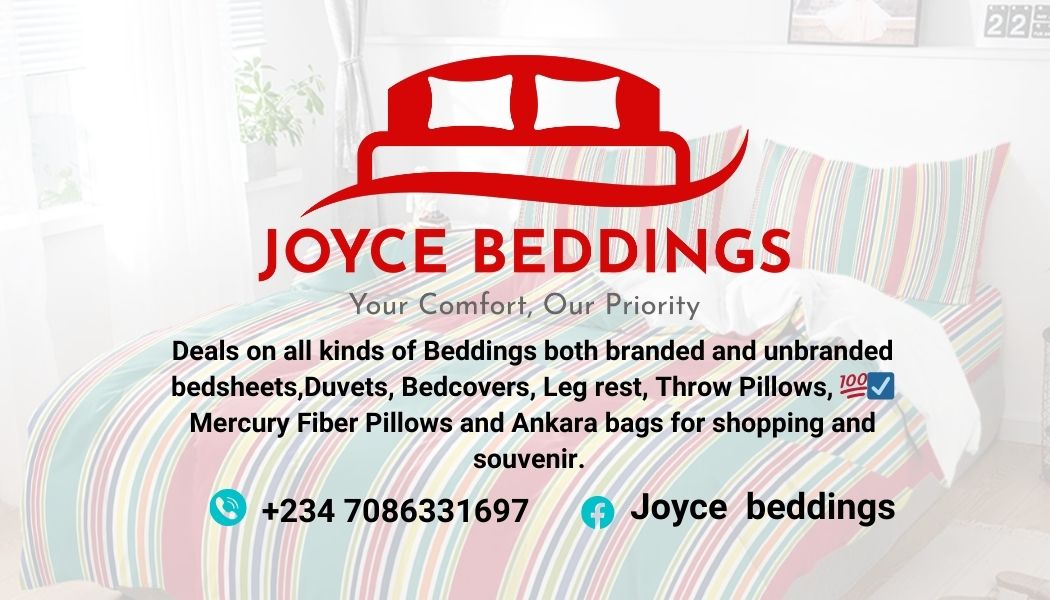 22
JOYCE BEDDINGS
Your Comfort, Our Priority
Deals on all kinds of Beddings both branded and unbranded
bedsheets,Duvets, Bedcovers, Leg rest, Throw Pillows, 💯☑️
Mercury Fiber Pillows and Ankara bags for shopping and
souvenir.
+234 7086331697 Joyce beddings